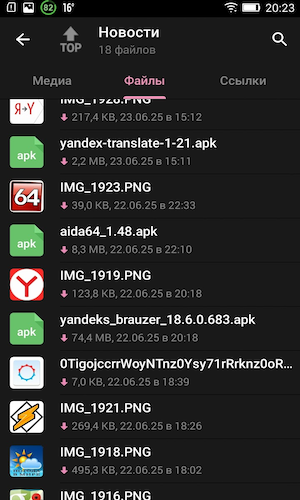 82 16° 20:23
TOP
Новости
18 файлов
Медиа Файлы Ссылки
IMG_1928.PNG
Я→Y
217,4 KB, 23.06.25 в 15:12
yandex-translate-1-21.apk
apk
2,2 MB, 23.06.25 в 15:11
IMG_1923.PNG
64
39,0 KB, 22.06.25 в 22:33
aida64_1.48.apk
apk
8,3 MB, 22.06.25 в 22:10
IMG_1919.PNG
Y
123,8 KB, 22.06.25 в 20:18
yandeks_brauzer_18.6.0.683.apk
apk
74,4 MB, 22.06.25 в 20:18
0TigojccrrWoyNTnz0Ysy71rRrknz0oR...
7,0 KB, 22.06.25 в 18:39
IMG_1921.PNG
269,4 KB, 22.06.25 в 18:26
IMG_1918.PNG
495,3 KB, 22.06.25 в 18:02
IMG_1916.PNG